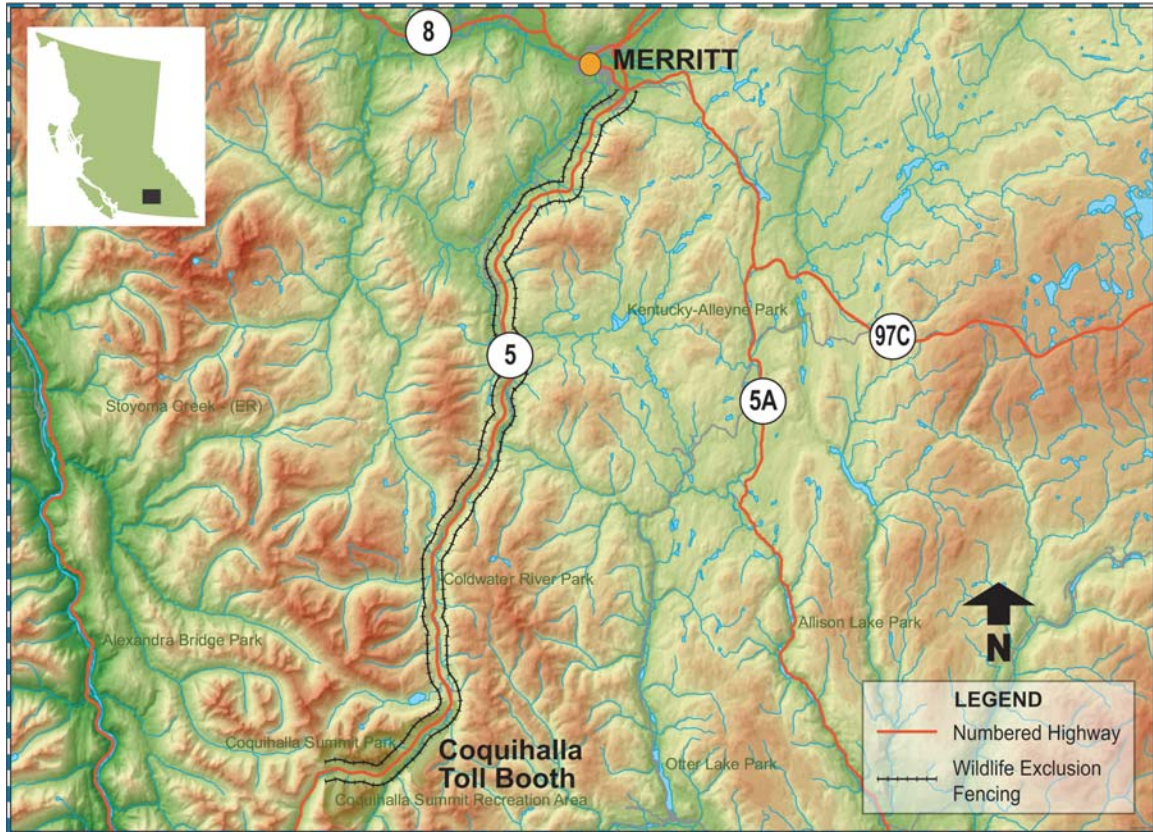 8
MERRITT
Kentucky-Alleyne Park
97C
5
5A
Stoyoma Creek - (ER)
Coldwater River Park
Alexandra Bridge Park
Allison Lake Park
N
LEGEND
Numbered Highway
Wildlife Exclusion
Fencing
Coquihalla Summit Park
Coquihalla
Toll Booth
Otter Lake Park
Coquihalla Summit Recreation Area